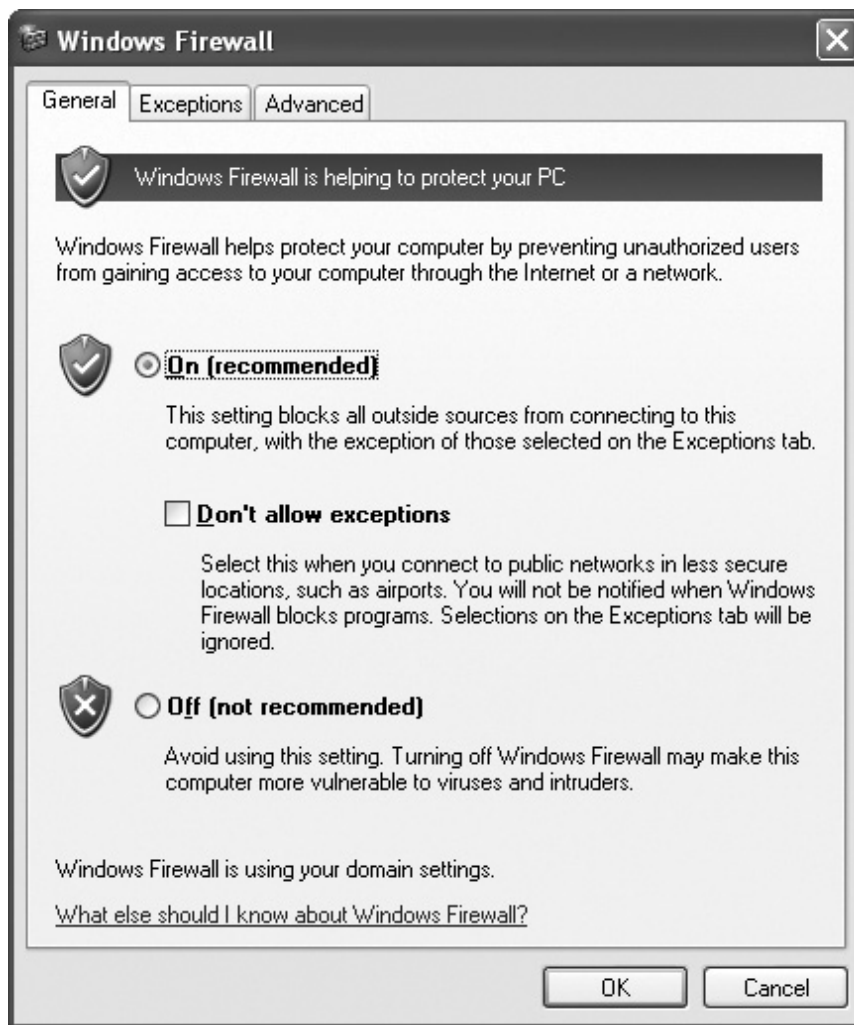 Windows Firewall
General Exceptions Advanced
Windows Firewall is helping to protect your PC
Windows Firewall helps protect your computer by preventing unauthorized users
from gaining access to your computer through the Internet or a network.
On (recommended)
This setting blocks all outside sources from connecting to this
computer, with the exception of those selected on the Exceptions tab.
Don't allow exceptions
Select this when you connect to public networks in less secure
locations, such as airports. You will not be notified when Windows
Firewall blocks programs. Selections on the Exceptions tab will be
ignored.
Off (not recommended)
Avoid using this setting. Turning off Windows Firewall may make this
computer more vulnerable to viruses and intruders.
Windows Firewall is using your domain settings.
What else should I know about Windows Firewall?
OK Cancel